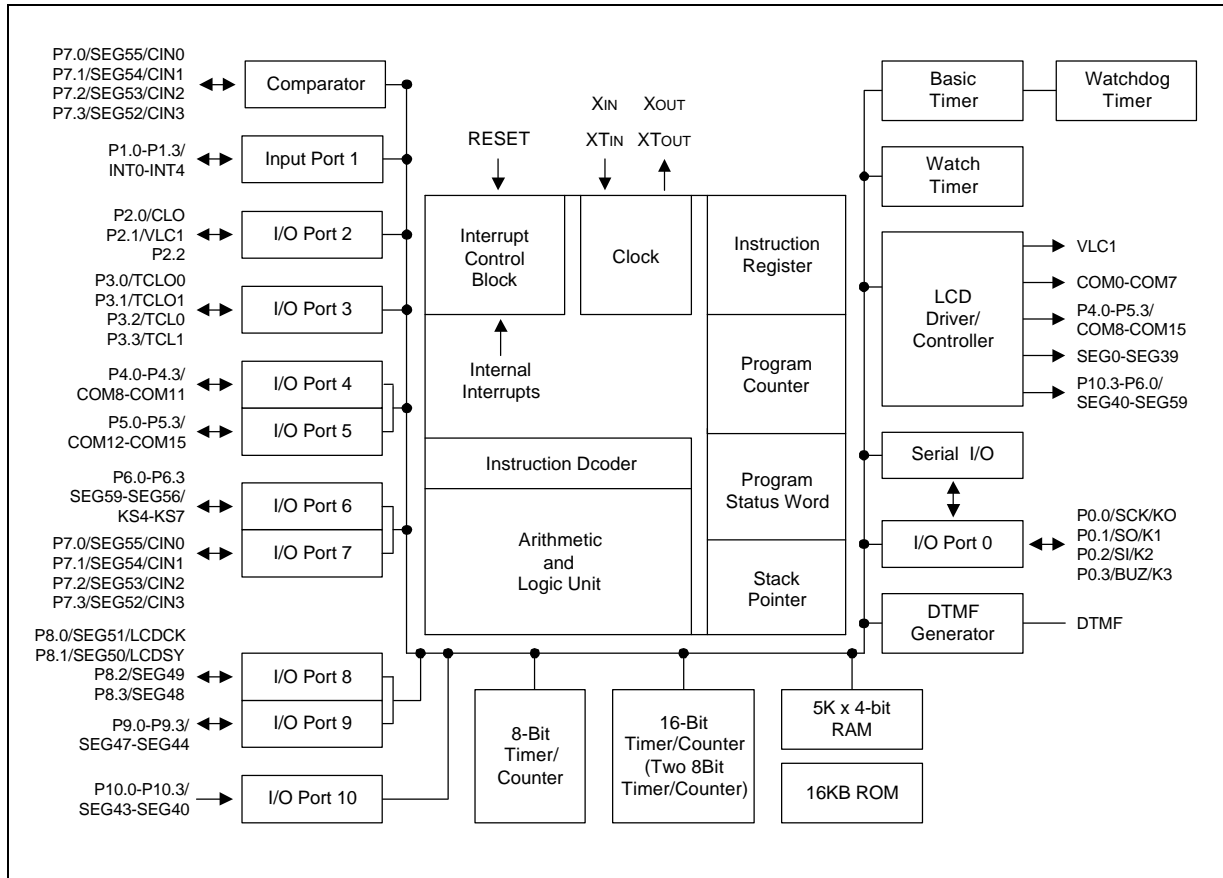 P7.0/SEG55/CIN0
P7.1/SEG54/CIN1
P7.2/SEG53/CIN2
P7.3/SEG52/CIN3
Comparator
P1.0-P1.3/
INT0-INT4
Input Port 1
P2.0/CLO
P2.1/VLC1
P2.2
I/O Port 2
P3.0/TCLO0
P3.1/TCLO1
P3.2/TCL0
P3.3/TCL1
I/O Port 3
P4.0-P4.3/
COM8-COM11
I/O Port 4
P5.0-P5.3/
COM12-COM15
I/O Port 5
P6.0-P6.3
SEG59-SEG56/
KS4-KS7
I/O Port 6
P7.0/SEG55/CIN0
P7.1/SEG54/CIN1
P7.2/SEG53/CIN2
P7.3/SEG52/CIN3
I/O Port 7
P8.0/SEG51/LCDCK
P8.1/SEG50/LCDSY
P8.2/SEG49
P8.3/SEG48
I/O Port 8
P9.0-P9.3/
SEG47-SEG44
I/O Port 9
P10.0-P10.3/
SEG43-SEG40
I/O Port 10
RESET
XIN XOUT
XTIN XTOUT
Interrupt
Control
Block
Clock
Instruction
Register
Internal
Interrupts
Program
Counter
Instruction Dcoder
Program
Status Word
Arithmetic
and
Logic Unit
Stack
Pointer
8-Bit
Timer/
Counter
16-Bit
Timer/Counter
(Two 8Bit
Timer/Counter)
5K x 4-bit
RAM
16KB ROM
Basic
Timer
Watchdog
Timer
Watch
Timer
LCD
Driver/
Controller
VLC1
COM0-COM7
P4.0-P5.3/
COM8-COM15
SEG0-SEG39
P10.3-P6.0/
SEG40-SEG59
Serial I/O
I/O Port 0
P0.0/SCK/KO
P0.1/SO/K1
P0.2/SI/K2
P0.3/BUZ/K3
DTMF
Generator
DTMF